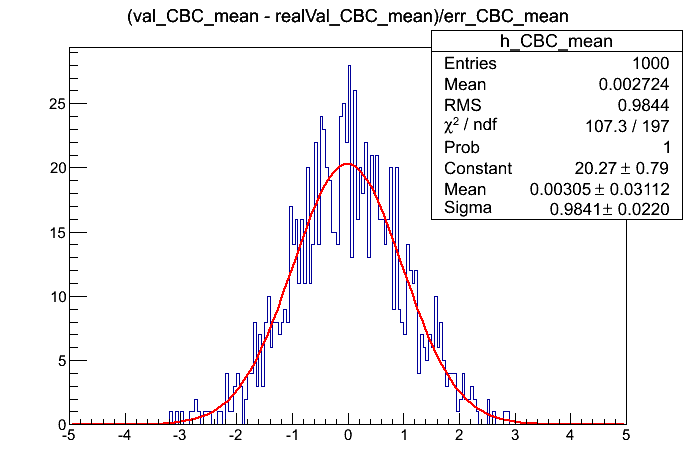 (val_CBC_mean - realVal_CBC_mean)/err_CBC_mean
h_CBC_mean
Entries 1000
Mean 0.002724
RMS 0.9844
χ² / ndf 107.3 / 197
Prob 1
Constant 20.27 ± 0.79
Mean 0.00305 ± 0.03112
Sigma 0.9841 ± 0.0220
25
20
15
10
5
0
-5 -4 -3 -2 -1 0 1 2 3 4 5